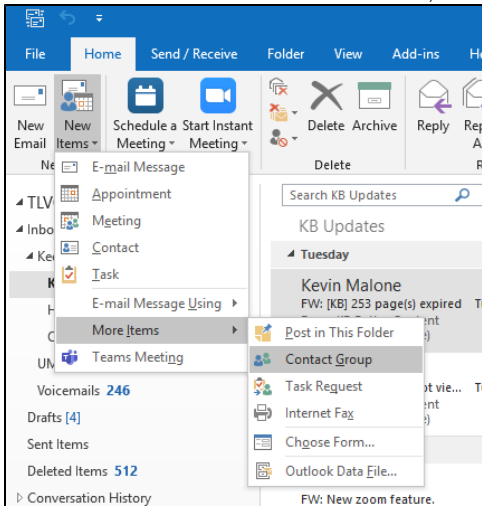 File Home Send / Receive Folder View Add-ins
New Email
New Items
Schedule a Meeting
Start Instant Meeting
Delete Archive
Reply
Delete
E-mail Message
Appointment
Meeting
Contact
Task
E-mail Message Using
More Items
Teams Meeting
Post in This Folder
Contact Group
Task Request
Internet Fax
Choose Form...
Outlook Data File...
Voicemails 246
Drafts [4]
Sent Items
Deleted Items 512
Conversation History
Search KB Updates
KB Updates
Tuesday
Kevin Malone
FW: [KB] 253 page(s) expired
FW: New zoom feature.